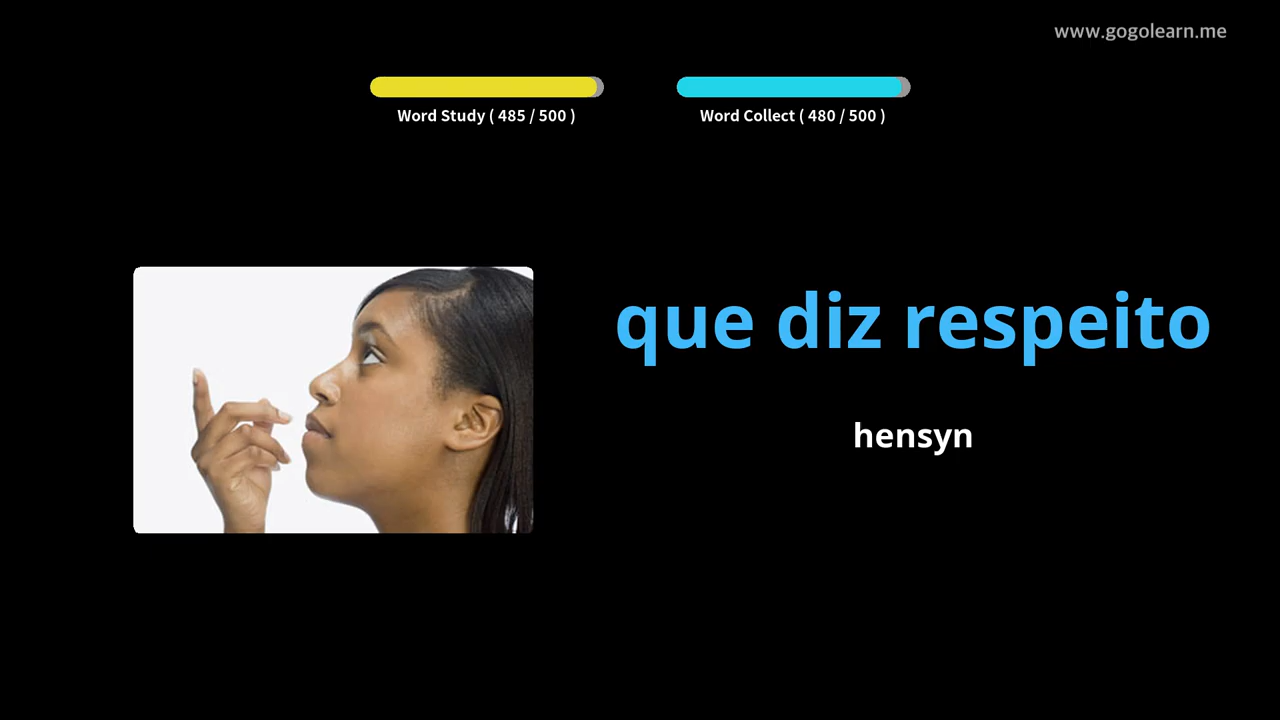 www.gogolearn.me
Word Study ( 485 / 500 )
Word Collect ( 480 / 500 )
que diz respeito
hensyn